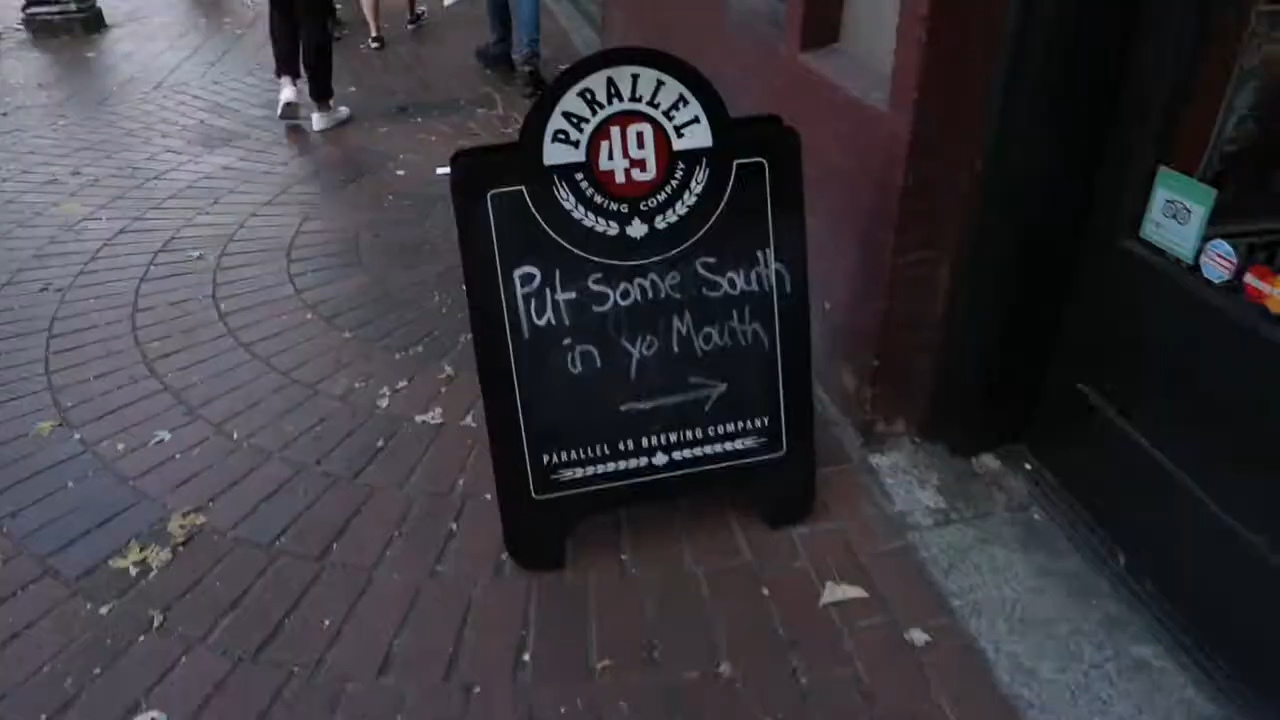 PARALLEL
49
BREWING COMPANY
Put Some South
in yo Mouth
PARALLEL 49 BREWING COMPANY